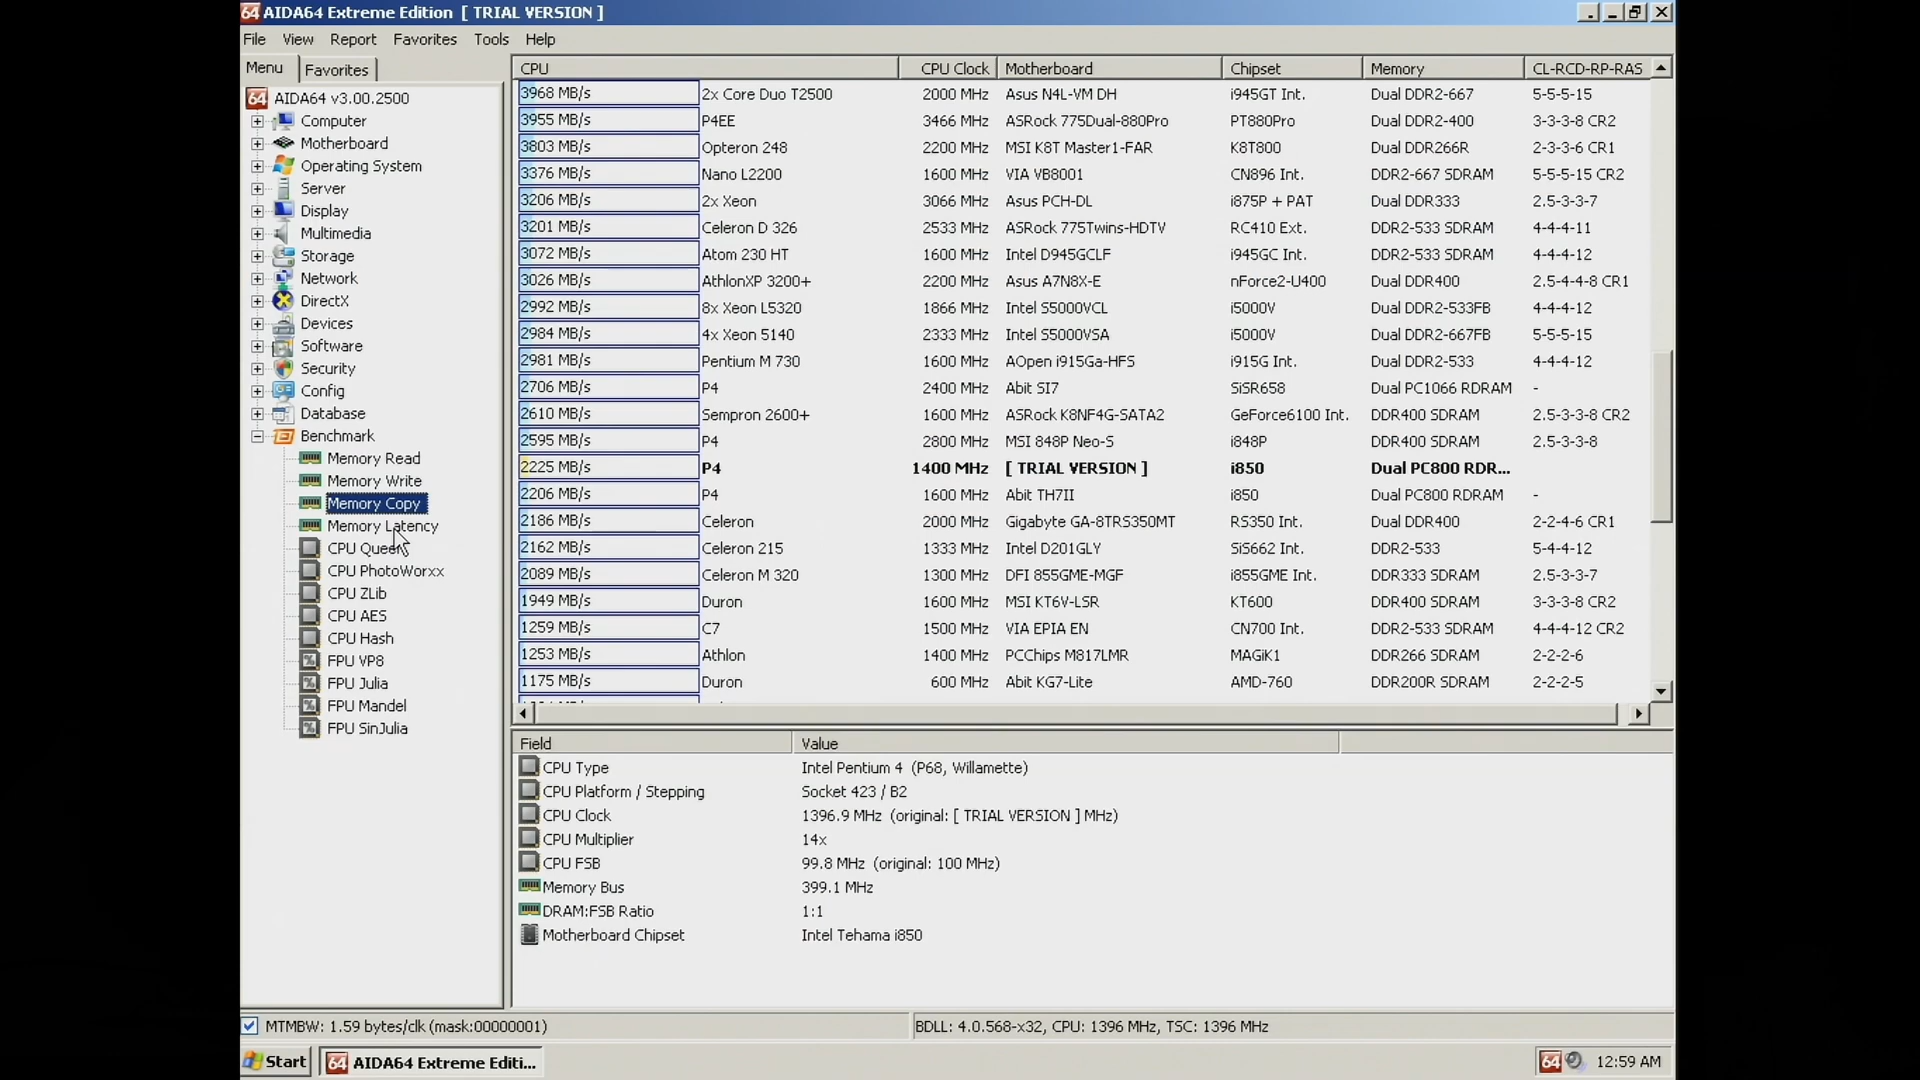 AIDA64 Extreme Edition [ TRIAL VERSION ]
File View Report Favorites Tools Help
Menu Favorites
AIDA64 v3.00.2500
Computer
Motherboard
Operating System
Server
Display
Multimedia
Storage
Network
DirectX
Devices
Software
Security
Config
Database
Benchmark
Memory Read
Memory Write
Memory Copy
Memory Latency
CPU Queen
CPU PhotoWorxx
CPU ZLib
CPU AES
CPU Hash
FPU VP8
FPU Julia
FPU Mandel
FPU SinJulia
CPU CPU Clock Motherboard Chipset Memory CL-RCD-RP-RAS
3968 MB/s 2x Core Duo T2500 2000 MHz Asus N4L-VM DH i945GT Int. Dual DDR2-667 5-5-5-15
3955 MB/s P4EE 3466 MHz ASRock 775Dual-880Pro PT880Pro Dual DDR2-400 3-3-3-8 CR2
3803 MB/s Opteron 248 2200 MHz MSI K8T Master1-FAR K8T800 Dual DDR266R 2-3-3-6 CR1
3376 MB/s Nano L2200 1600 MHz VIA VB8001 CN896 Int. DDR2-667 SDRAM 5-5-5-15 CR2
3206 MB/s 2x Xeon 3066 MHz Asus PCH-DL i875P + PAT Dual DDR333 2.5-3-3-7
3201 MB/s Celeron D 326 2533 MHz ASRock 775Twins-HDTV RC410 Ext. DDR2-533 SDRAM 4-4-4-11
3072 MB/s Atom 230 HT 1600 MHz Intel D945GCLF i945GC Int. DDR2-533 SDRAM 4-4-4-12
3026 MB/s AthlonXP 3200+ 2200 MHz Asus A7N8X-E nForce2-U400 Dual DDR400 2.5-4-4-8 CR1
2992 MB/s 8x Xeon L5320 1866 MHz Intel S5000VCL i5000V Dual DDR2-533FB 4-4-4-12
2984 MB/s 4x Xeon 5140 2333 MHz Intel S5000VSA i5000V Dual DDR2-667FB 5-5-5-15
2981 MB/s Pentium M 730 1600 MHz AOpen i915Ga-HFS i915G Int. Dual DDR2-533 4-4-4-12
2706 MB/s P4 2400 MHz Abit SI7 SiSR658 Dual PC1066 RDRAM -
2610 MB/s Sempron 2600+ 1600 MHz ASRock K8NF4G-SATA2 GeForce6100 Int. DDR400 SDRAM 2.5-3-3-8 CR2
2595 MB/s P4 2800 MHz MSI 848P Neo-S i848P DDR400 SDRAM 2.5-3-3-8
2225 MB/s P4 1400 MHz [ TRIAL VERSION ] i850 Dual PC800 RDR...
2206 MB/s P4 1600 MHz Abit TH7II i850 Dual PC800 RDRAM -
2186 MB/s Celeron 2000 MHz Gigabyte GA-8TRS350MT RS350 Int. Dual DDR400 2-2-4-6 CR1
2162 MB/s Celeron 215 1333 MHz Intel D201GLY SiS662 Int. DDR2-533 5-4-4-12
2089 MB/s Celeron M 320 1300 MHz DFI 855GME-MGF i855GME Int. DDR333 SDRAM 2.5-3-3-7
1949 MB/s Duron 1600 MHz MSI KT6V-LSR KT600 DDR400 SDRAM 3-3-3-8 CR2
1259 MB/s C7 1500 MHz VIA EPIA EN CN700 Int. DDR2-533 SDRAM 4-4-4-12 CR2
1253 MB/s Athlon 1400 MHz PCChips M817LMR MAGiK1 DDR266 SDRAM 2-2-2-6
1175 MB/s Duron 600 MHz Abit KG7-Lite AMD-760 DDR200R SDRAM 2-2-2-5
Field Value
CPU Type Intel Pentium 4 (P68, Willamette)
CPU Platform / Stepping Socket 423 / B2
CPU Clock 1396.9 MHz (original: [ TRIAL VERSION ] MHz)
CPU Multiplier 14x
CPU FSB 99.8 MHz (original: 100 MHz)
Memory Bus 399.1 MHz
DRAM:FSB Ratio 1:1
Motherboard Chipset Intel Tehama i850
MTMBW: 1.59 bytes/clk (mask:00000001)
BDLL: 4.0.568-x32, CPU: 1396 MHz, TSC: 1396 MHz
Start 64 AIDA64 Extreme Editi... 64 12:59 AM